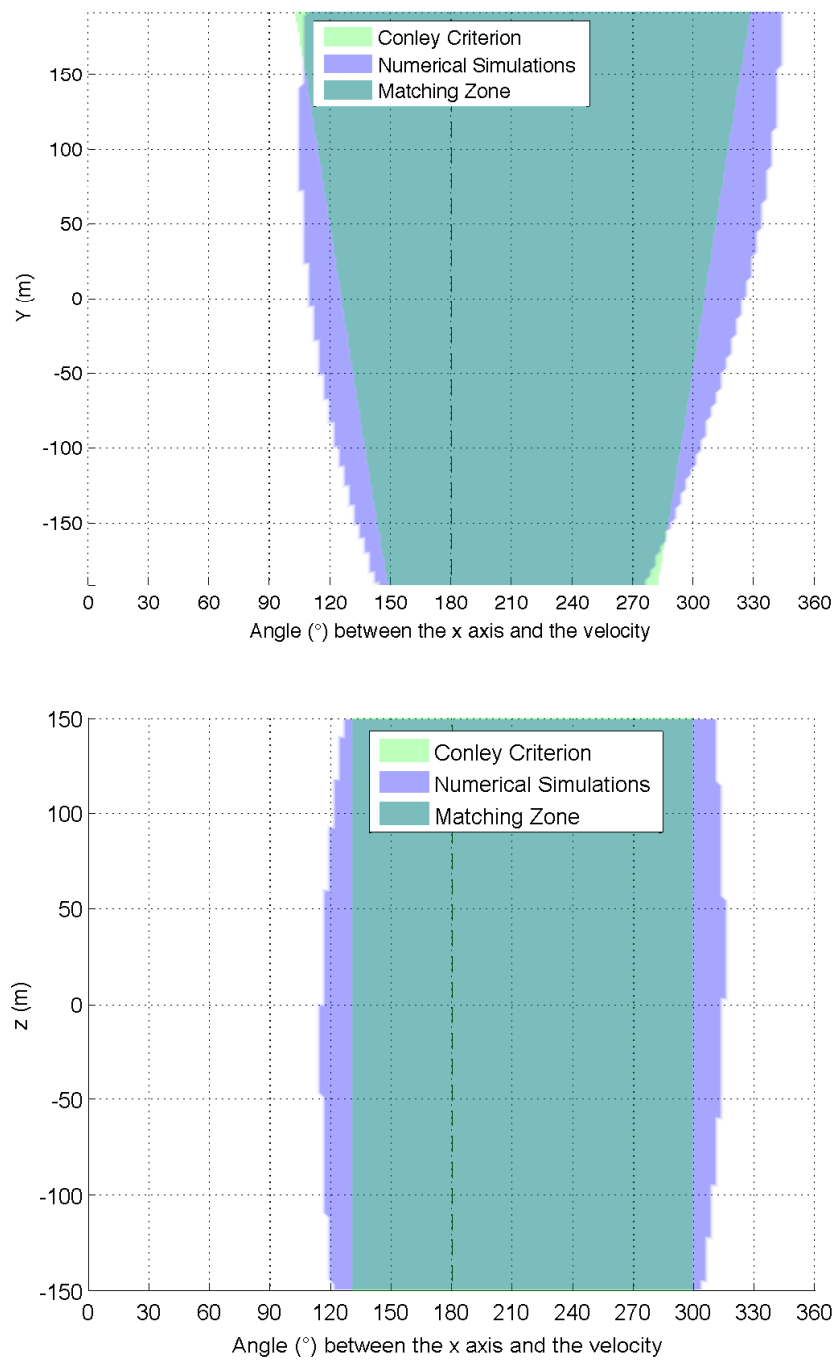 Conley Criterion
Numerical Simulations
Matching Zone
150
100
50
0
-50
-100
-150
Y (m)
0 30 60 90 120 150 180 210 240 270 300 330 360
Angle (°) between the x axis and the velocity
Conley Criterion
Numerical Simulations
Matching Zone
150
100
50
0
-50
-100
-150
z (m)
0 30 60 90 120 150 180 210 240 270 300 330 360
Angle (°) between the x axis and the velocity